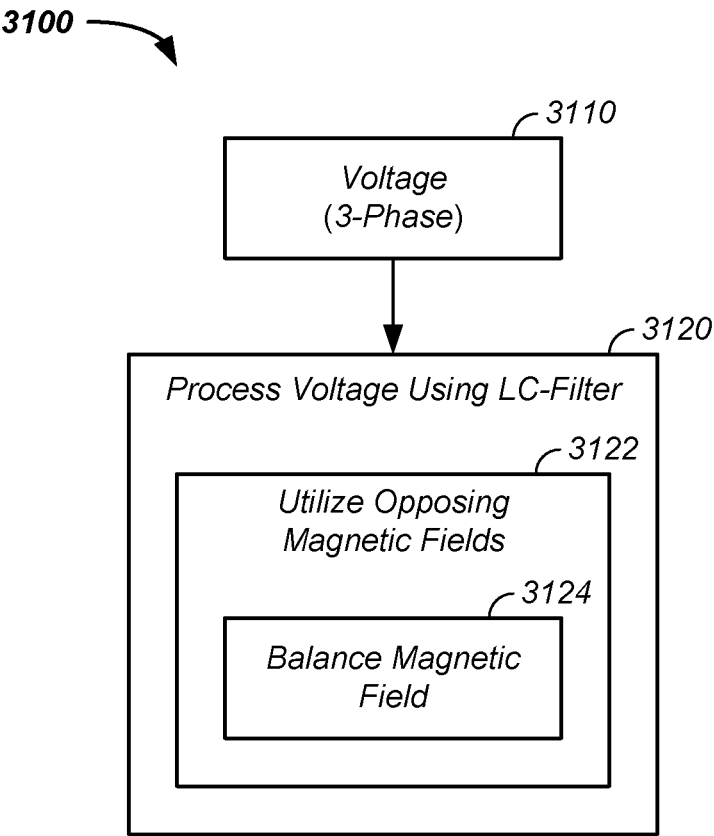 3100
3110
Voltage
(3-Phase)
3120
Process Voltage Using LC-Filter
3122
Utilize Opposing
Magnetic Fields
3124
Balance Magnetic
Field